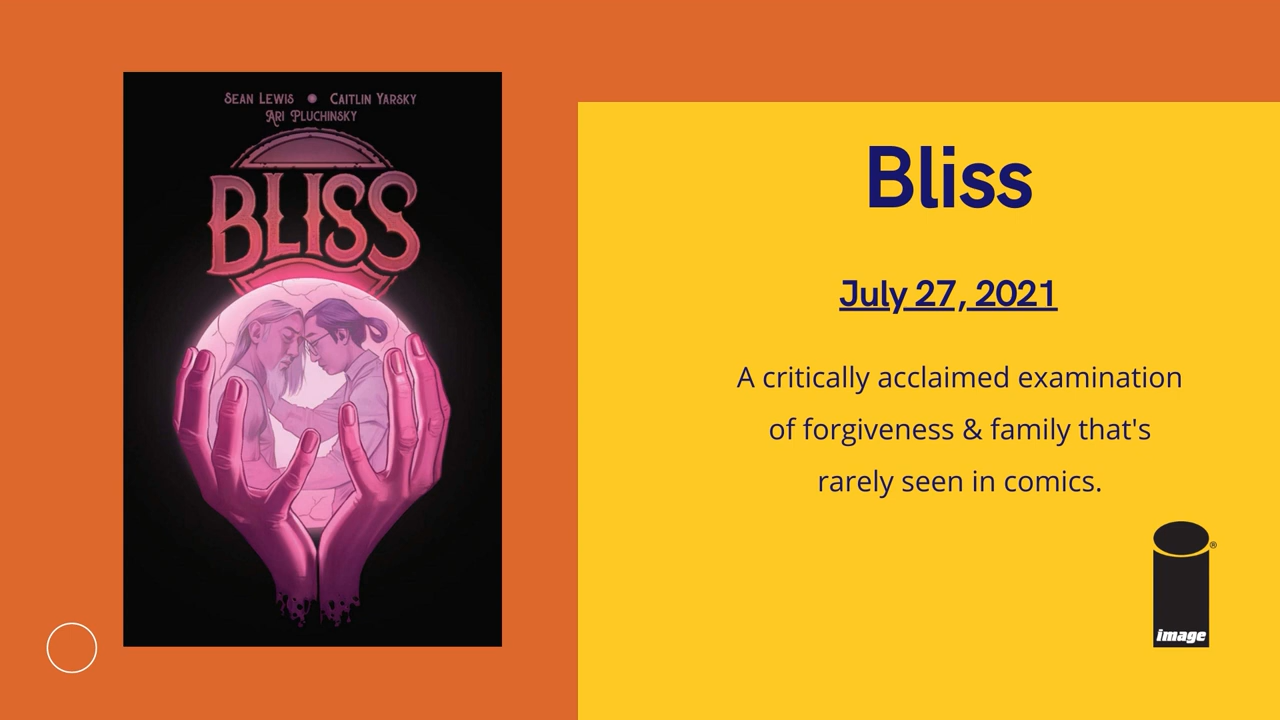 SEAN LEWIS CAITLIN YARSKY
ARI PLUCHINSKY
BLISS
Bliss
July 27, 2021
A critically acclaimed examination
of forgiveness & family that's
rarely seen in comics.
®
image